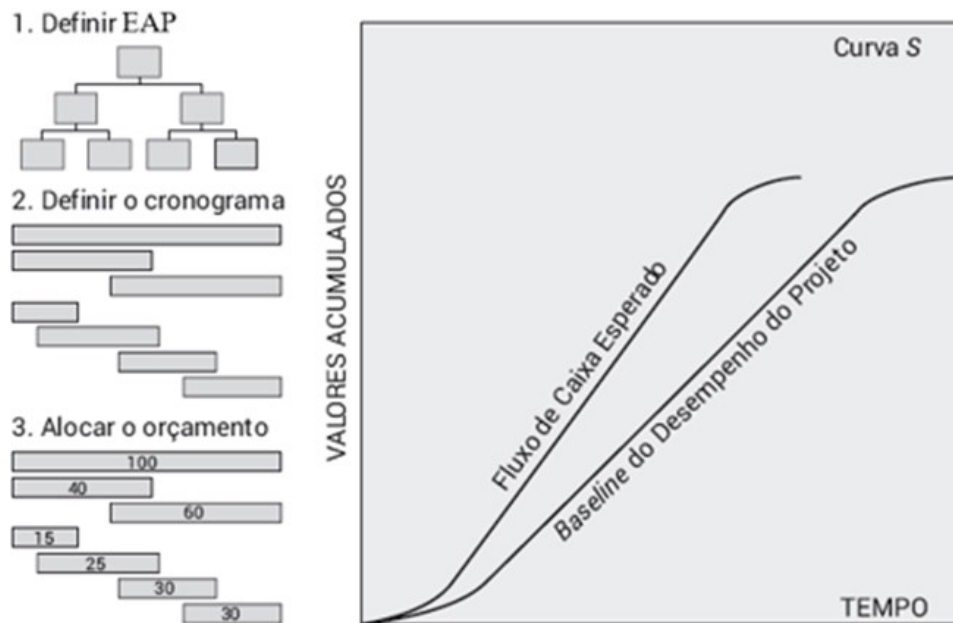 1. Definir EAP
2. Definir o cronograma
3. Alocar o orçamento
100
40
60
15
25
30
30
Curva S
VALORES ACUMULADOS
Fluxo de Caixa Esperado
Baseline do Desempenho do Projeto
TEMPO